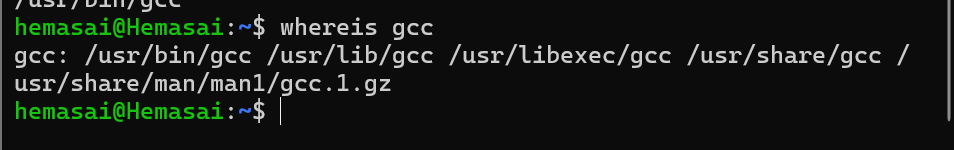 /usr/bin/gcc
hemasai@Hemasai:~$ whereis gcc
gcc: /usr/bin/gcc /usr/lib/gcc /usr/libexec/gcc /usr/share/gcc /
usr/share/man/man1/gcc.1.gz
hemasai@Hemasai:~$